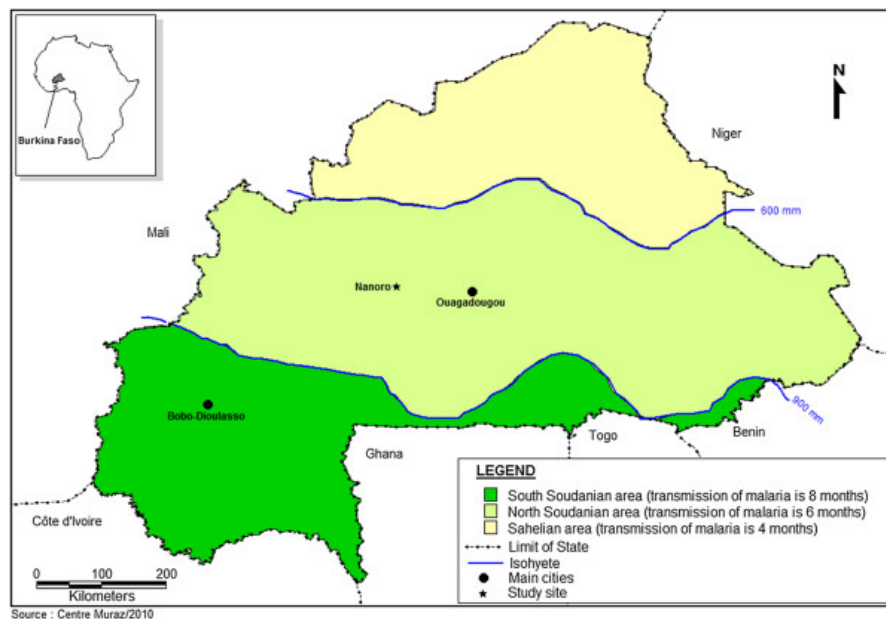 Burkina Faso
N
Niger
Mali
600 mm
Nanoro
Ouagadougou
Bobo-Dioulasso
900 mm
Ghana
Togo
Benin
Côte d'Ivoire
LEGEND
South Soudanian area (transmission of malaria is 8 months)
North Soudanian area (transmission of malaria is 6 months)
Sahelian area (transmission of malaria is 4 months)
Limit of State
Isohyete
Main cities
Study site
0 100 200
Kilometers
Source : Centre Muraz/2010